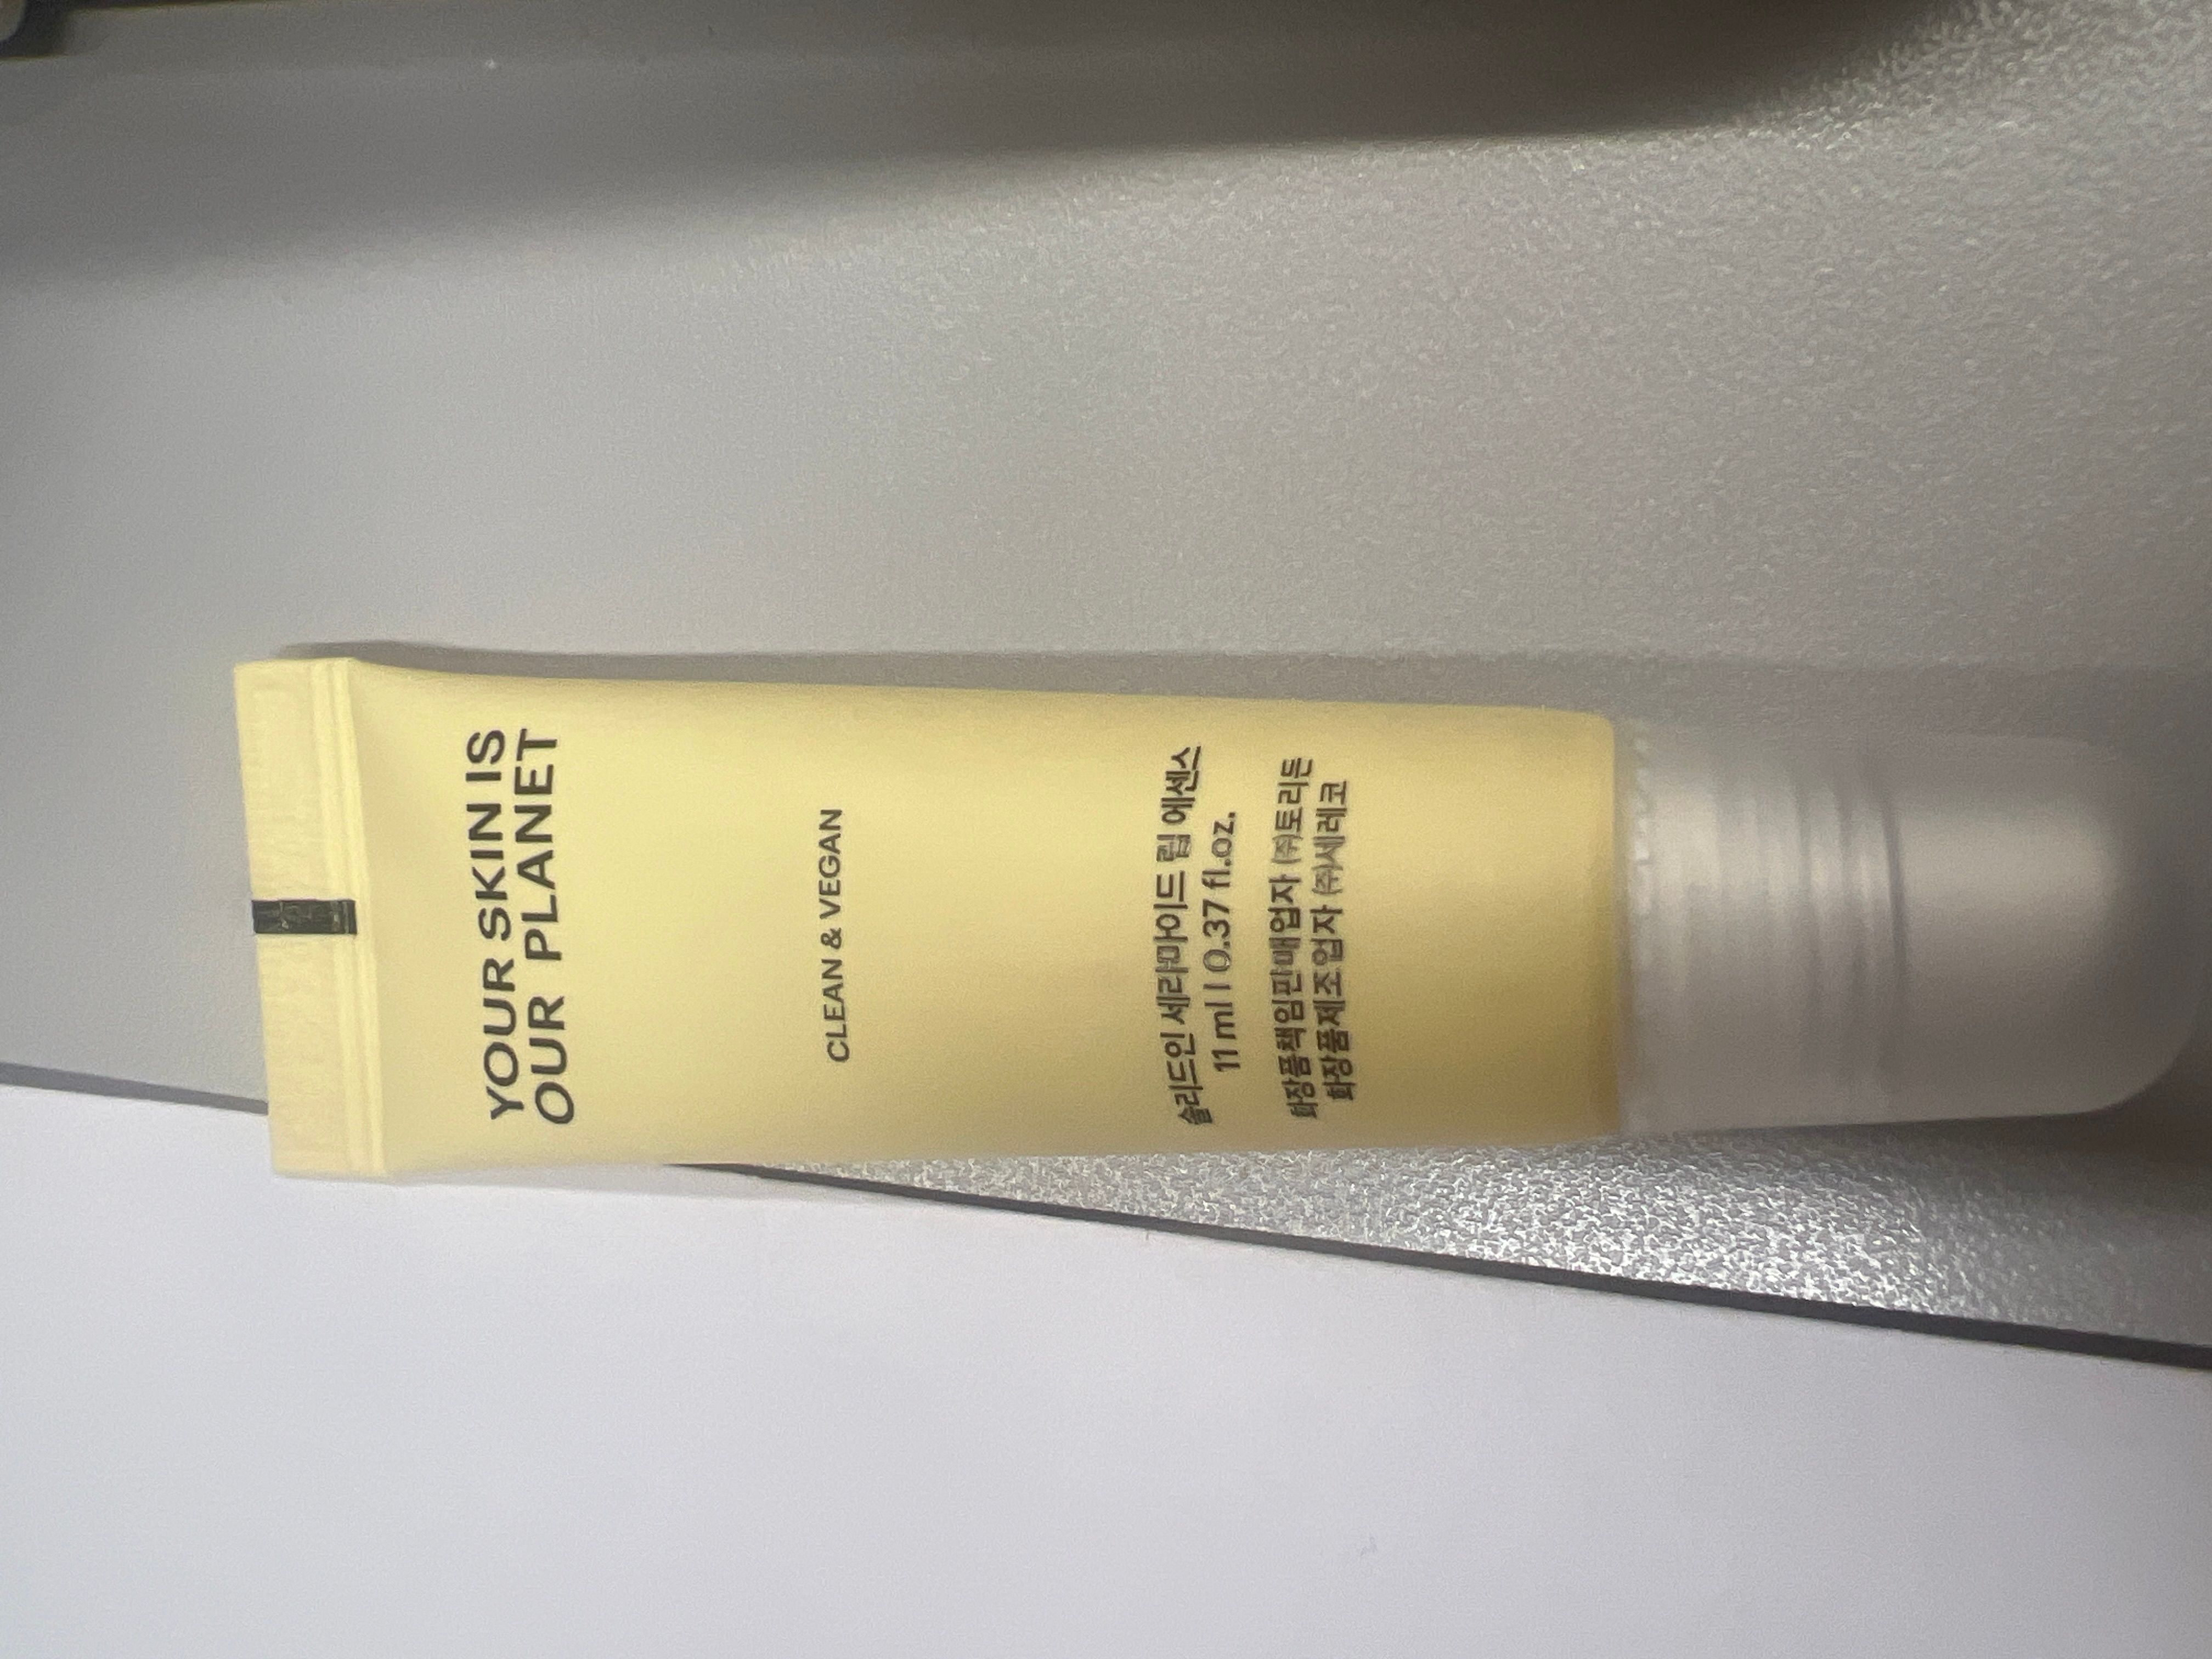 YOUR SKIN IS
OUR PLANET
CLEAN & VEGAN
솔리드인 세라마이드 립 에센스
11 ml l 0.37 fl.oz.
화장품책임판매업자 ㈜토리든
화장품제조업자 ㈜세레코